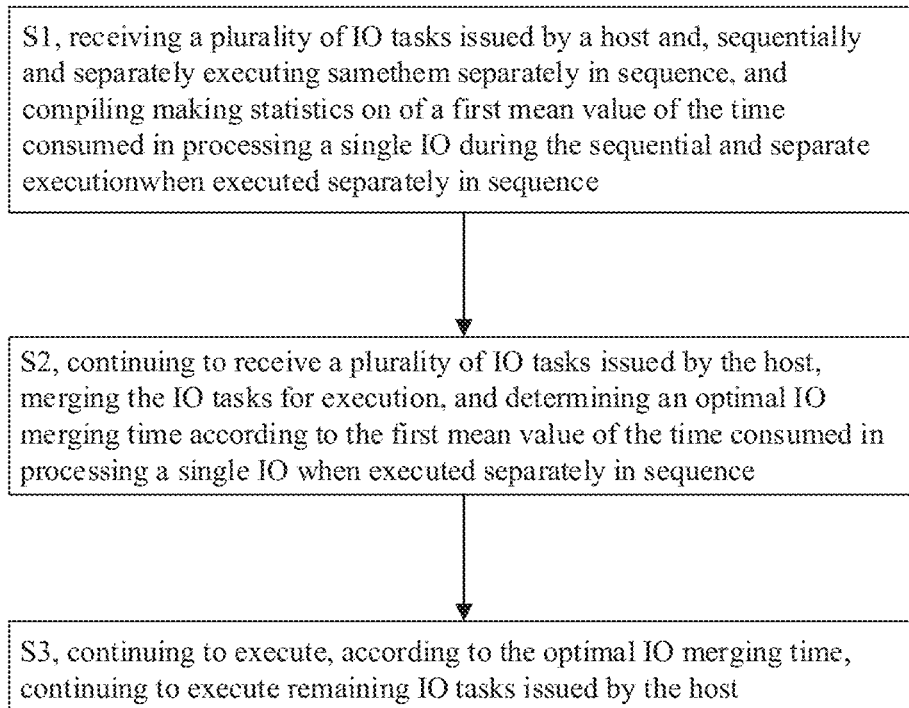 S1, receiving a plurality of IO tasks issued by a host and, sequentially
and separately executing samethem separately in sequence, and
compiling making statistics on of a first mean value of the time
consumed in processing a single IO during the sequential and separate
executionwhen executed separately in sequence
S2, continuing to receive a plurality of IO tasks issued by the host,
merging the IO tasks for execution, and determining an optimal IO
merging time according to the first mean value of the time consumed in
processing a single IO when executed separately in sequence
S3, continuing to execute, according to the optimal IO merging time,
continuing to execute remaining IO tasks issued by the host